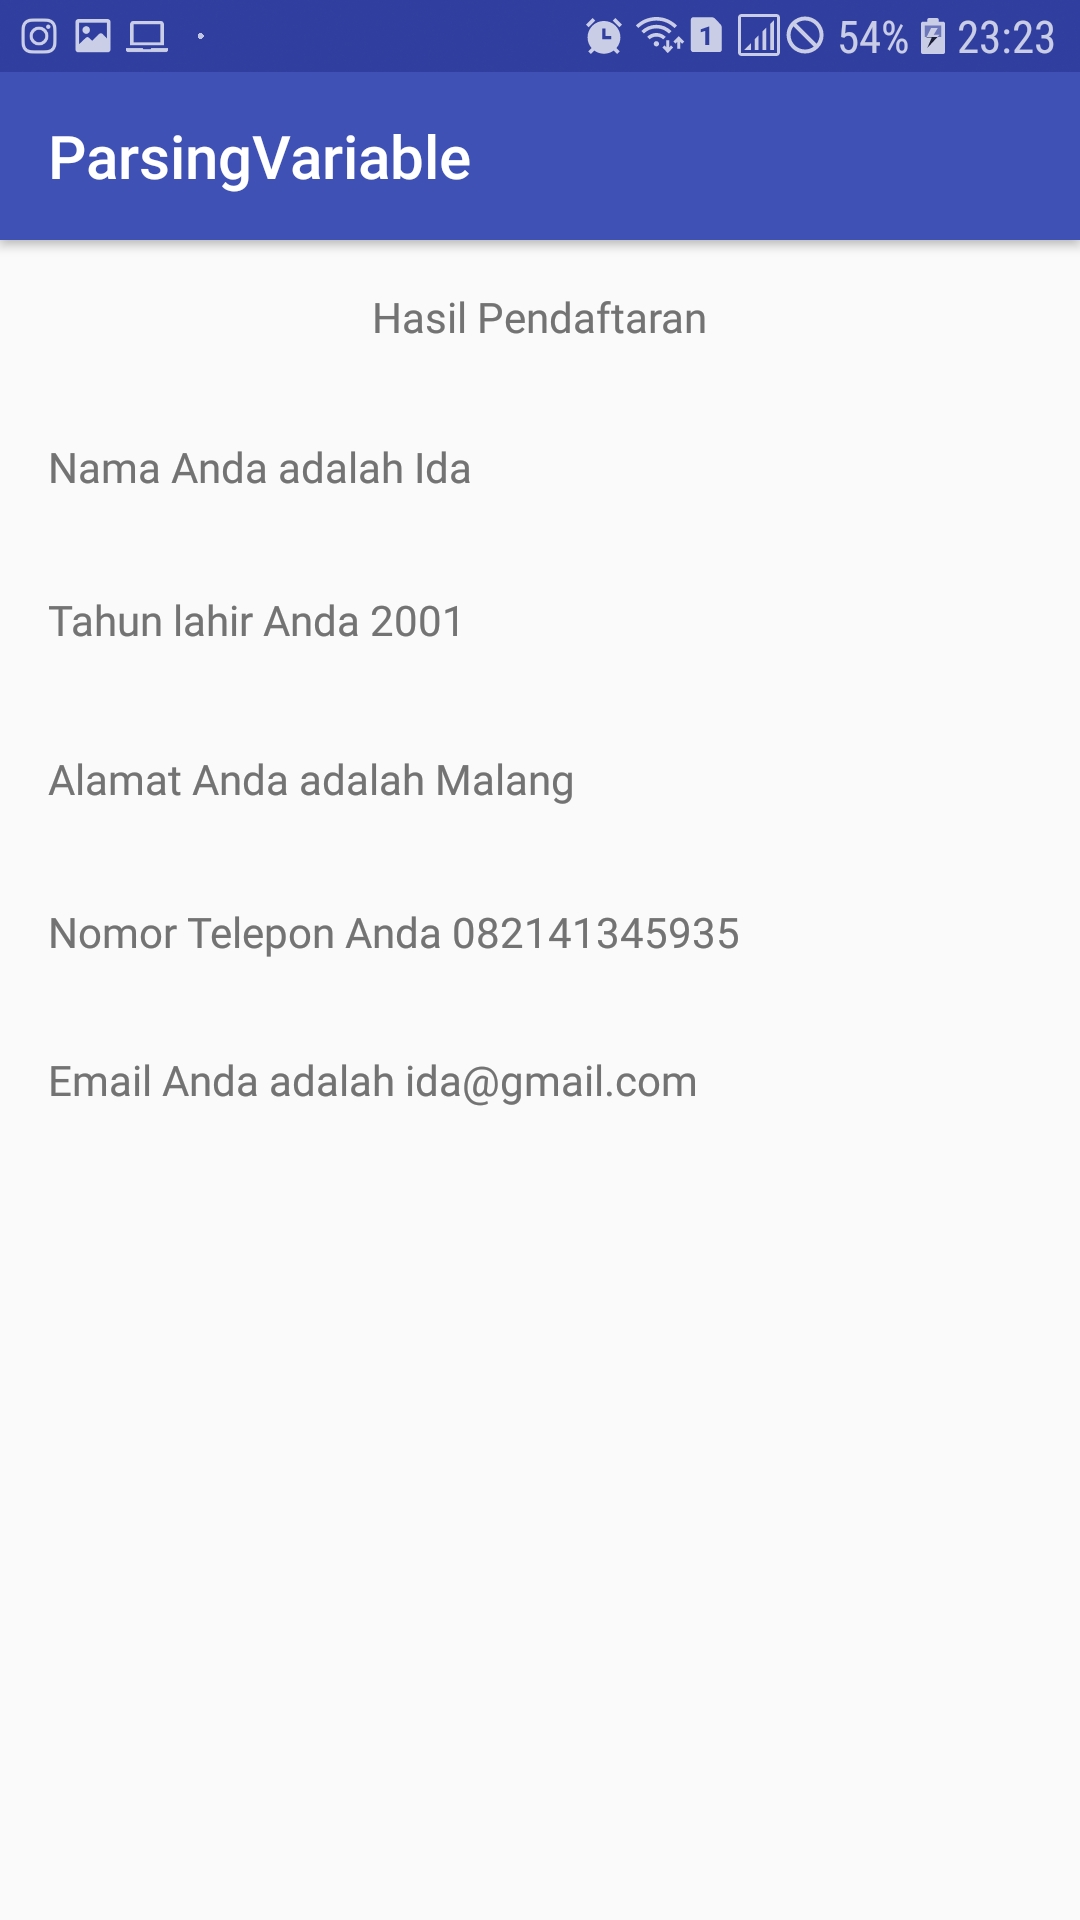 1 54% 23:23
ParsingVariable
Hasil Pendaftaran
Nama Anda adalah Ida
Tahun lahir Anda 2001
Alamat Anda adalah Malang
Nomor Telepon Anda 082141345935
Email Anda adalah ida@gmail.com